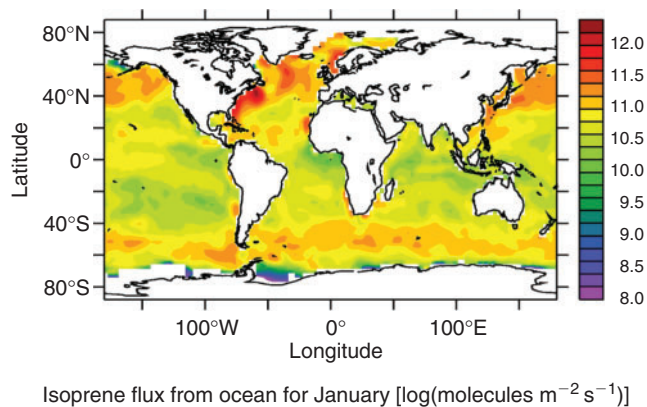 80°N
40°N
0°
40°S
80°S
Latitude
100°W 0° 100°E
Longitude
12.0
11.5
11.0
10.5
10.0
9.5
9.0
8.5
8.0
Isoprene flux from ocean for January [log(molecules m⁻² s⁻¹)]